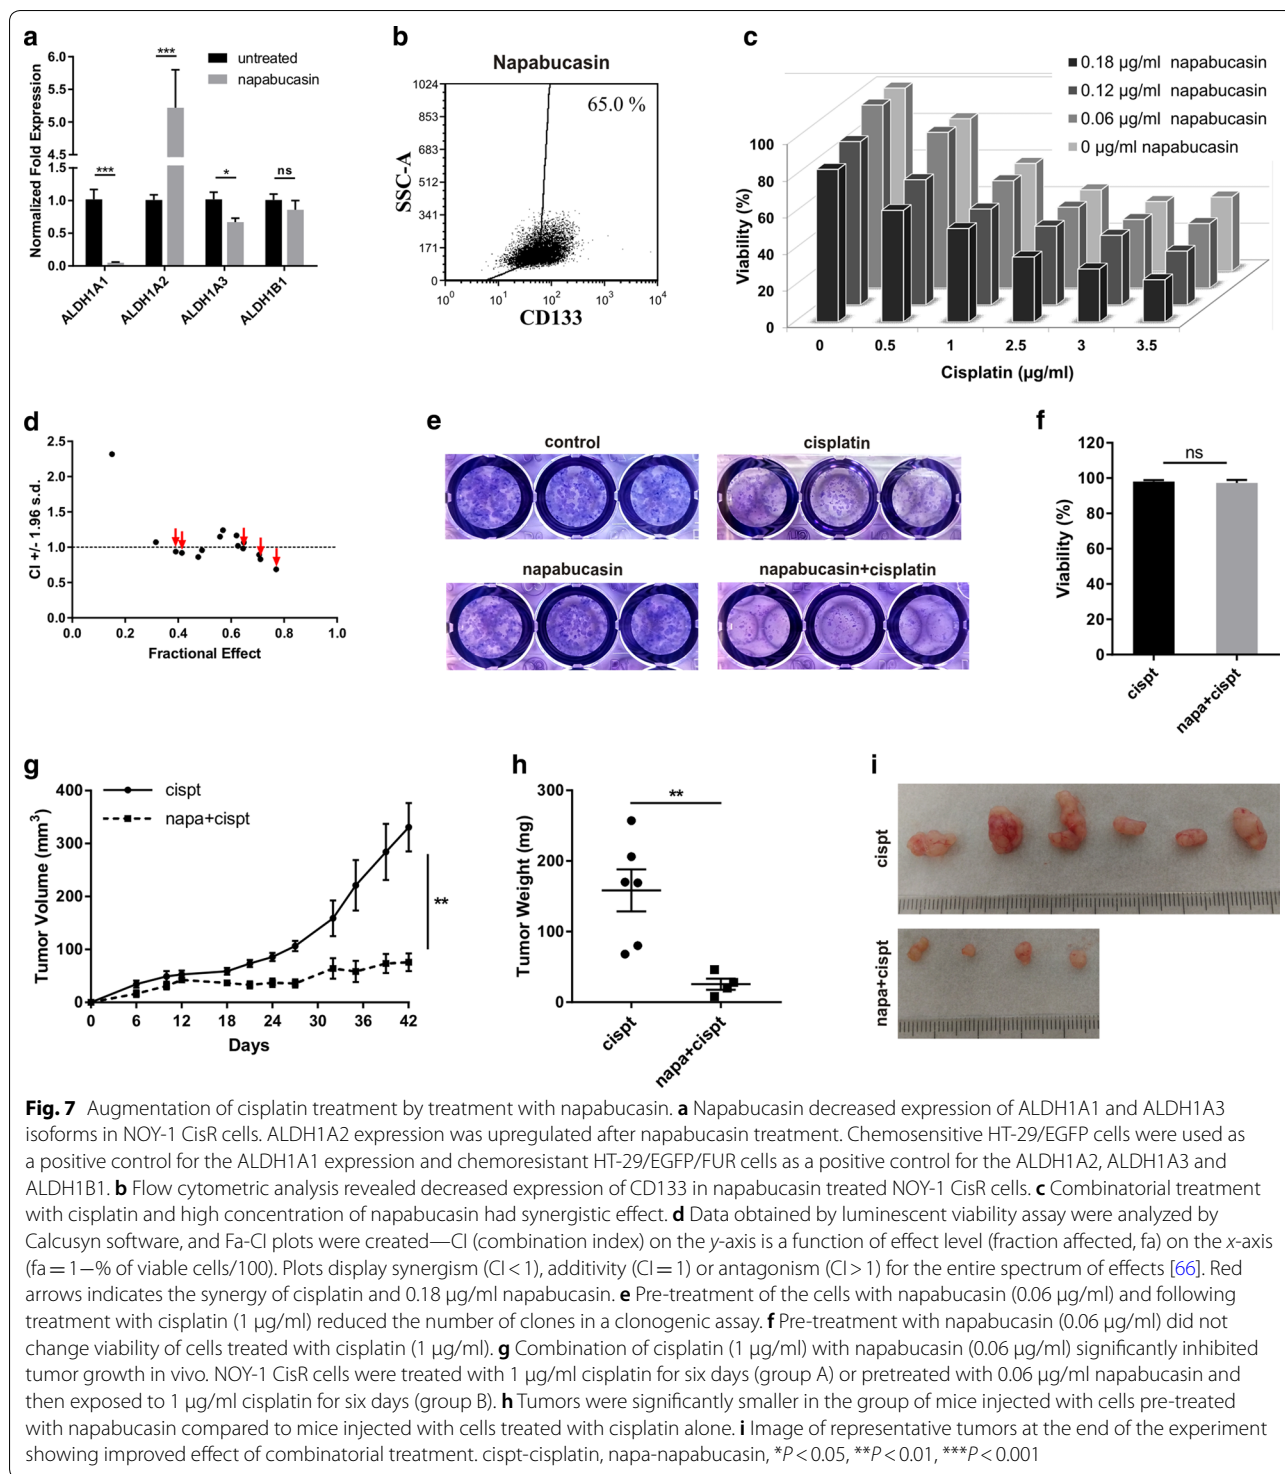 a
untreated
napabucasin
Normalized Fold Expression
6.0
5.5
5.0
4.5
1.5
1.0
0.5
0.0
***
***
*
ns
ALDH1A1
ALDH1A2
ALDH1A3
ALDH1B1
b
Napabucasin
65.0 %
SSC-A
1024
853
683
512
341
171
0
10⁰
10¹
10²
10³
10⁴
CD133
c
0.18 µg/ml napabucasin
0.12 µg/ml napabucasin
0.06 µg/ml napabucasin
0 µg/ml napabucasin
Viability (%)
100
80
60
40
20
0
0
0.5
1
2.5
3
3.5
Cisplatin (µg/ml)
d
CI +/- 1.96 s.d.
2.5
2.0
1.5
1.0
0.5
0.0
0.0
0.2
0.4
0.6
0.8
1.0
Fractional Effect
e
control
cisplatin
napabucasin
napabucasin+cisplatin
f
Viability (%)
120
100
80
60
40
20
0
ns
cispt
napa+cispt
g
cispt
napa+cispt
Tumor Volume (mm³)
400
300
200
100
0
**
0
6
12
18
24
30
36
42
Days
h
Tumor Weight (mg)
300
200
100
0
**
cispt
napa+cispt
i
cispt
napa+cispt
Fig. 7 Augmentation of cisplatin treatment by treatment with napabucasin. a Napabucasin decreased expression of ALDH1A1 and ALDH1A3
isoforms in NOY-1 CisR cells. ALDH1A2 expression was upregulated after napabucasin treatment. Chemosensitive HT-29/EGFP cells were used as
a positive control for the ALDH1A1 expression and chemoresistant HT-29/EGFP/FUR cells as a positive control for the ALDH1A2, ALDH1A3 and
ALDH1B1. b Flow cytometric analysis revealed decreased expression of CD133 in napabucasin treated NOY-1 CisR cells. c Combinatorial treatment
with cisplatin and high concentration of napabucasin had synergistic effect. d Data obtained by luminescent viability assay were analyzed by
Calcusyn software, and Fa-CI plots were created—CI (combination index) on the y-axis is a function of effect level (fraction affected, fa) on the x-axis
(fa = 1−% of viable cells/100). Plots display synergism (CI < 1), additivity (CI = 1) or antagonism (CI > 1) for the entire spectrum of effects [66]. Red
arrows indicates the synergy of cisplatin and 0.18 µg/ml napabucasin. e Pre-treatment of the cells with napabucasin (0.06 µg/ml) and following
treatment with cisplatin (1 µg/ml) reduced the number of clones in a clonogenic assay. f Pre-treatment with napabucasin (0.06 µg/ml) did not
change viability of cells treated with cisplatin (1 µg/ml). g Combination of cisplatin (1 µg/ml) with napabucasin (0.06 µg/ml) significantly inhibited
tumor growth in vivo. NOY-1 CisR cells were treated with 1 µg/ml cisplatin for six days (group A) or pretreated with 0.06 µg/ml napabucasin and
then exposed to 1 µg/ml cisplatin for six days (group B). h Tumors were significantly smaller in the group of mice injected with cells pre-treated
with napabucasin compared to mice injected with cells treated with cisplatin alone. i Image of representative tumors at the end of the experiment
showing improved effect of combinatorial treatment. cispt-cisplatin, napa-napabucasin, *P < 0.05, **P < 0.01, ***P < 0.001